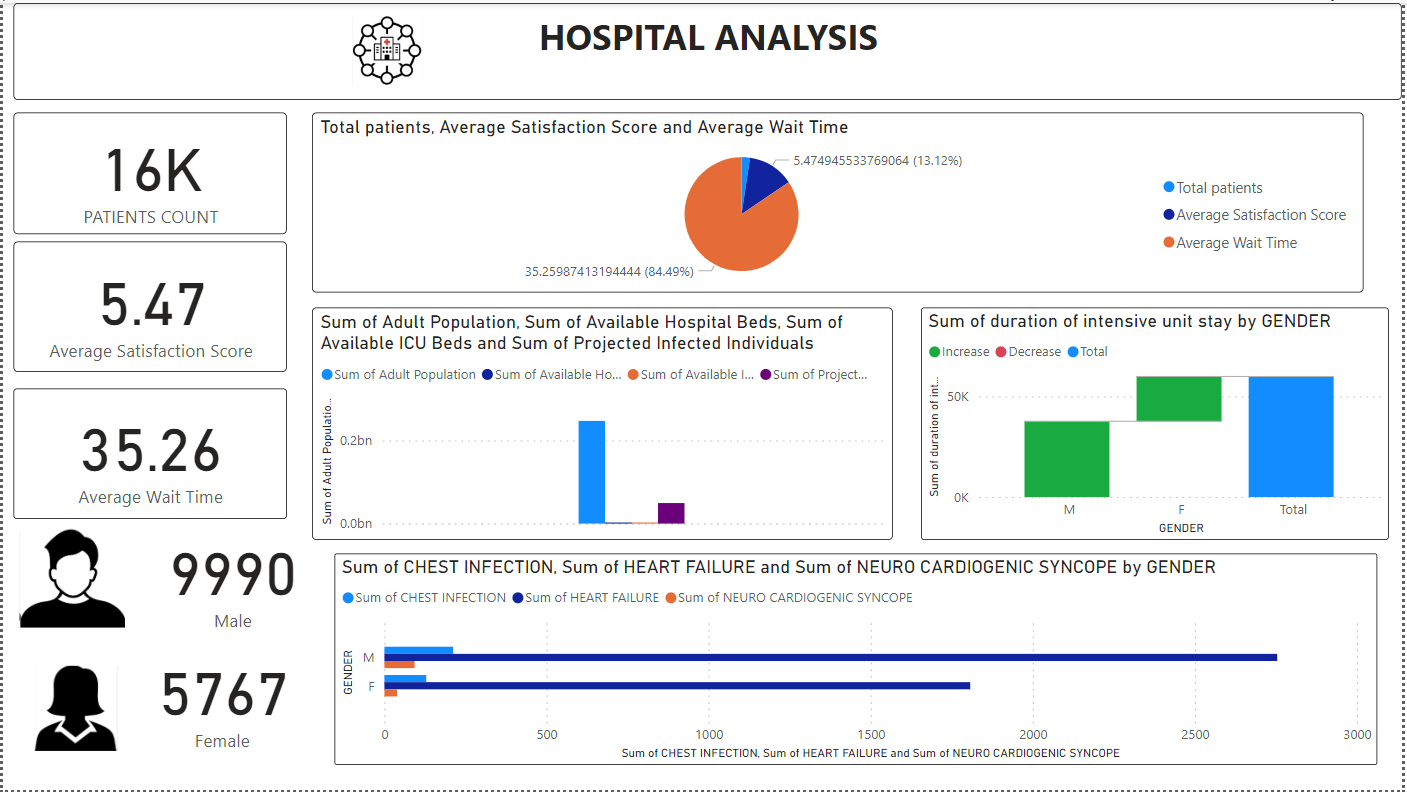 HOSPITAL ANALYSIS
16K
PATIENTS COUNT
5.47
Average Satisfaction Score
35.26
Average Wait Time
9990
Male
5767
Female
Total patients, Average Satisfaction Score and Average Wait Time
5.474945533769064 (13.12%)
35.25987413194444 (84.49%)
Total patients
Average Satisfaction Score
Average Wait Time
Sum of Adult Population, Sum of Available Hospital Beds, Sum of
Available ICU Beds and Sum of Projected Infected Individuals
Sum of Adult Population Sum of Available Ho... Sum of Available I... Sum of Project...
Sum of Adult Populatio...
0.2bn
0.0bn
Sum of duration of intensive unit stay by GENDER
Increase Decrease Total
Sum of duration of int...
50K
0K
M F Total
GENDER
Sum of CHEST INFECTION, Sum of HEART FAILURE and Sum of NEURO CARDIOGENIC SYNCOPE by GENDER
Sum of CHEST INFECTION Sum of HEART FAILURE Sum of NEURO CARDIOGENIC SYNCOPE
GENDER
M
F
0 500 1000 1500 2000 2500 3000
Sum of CHEST INFECTION, Sum of HEART FAILURE and Sum of NEURO CARDIOGENIC SYNCOPE